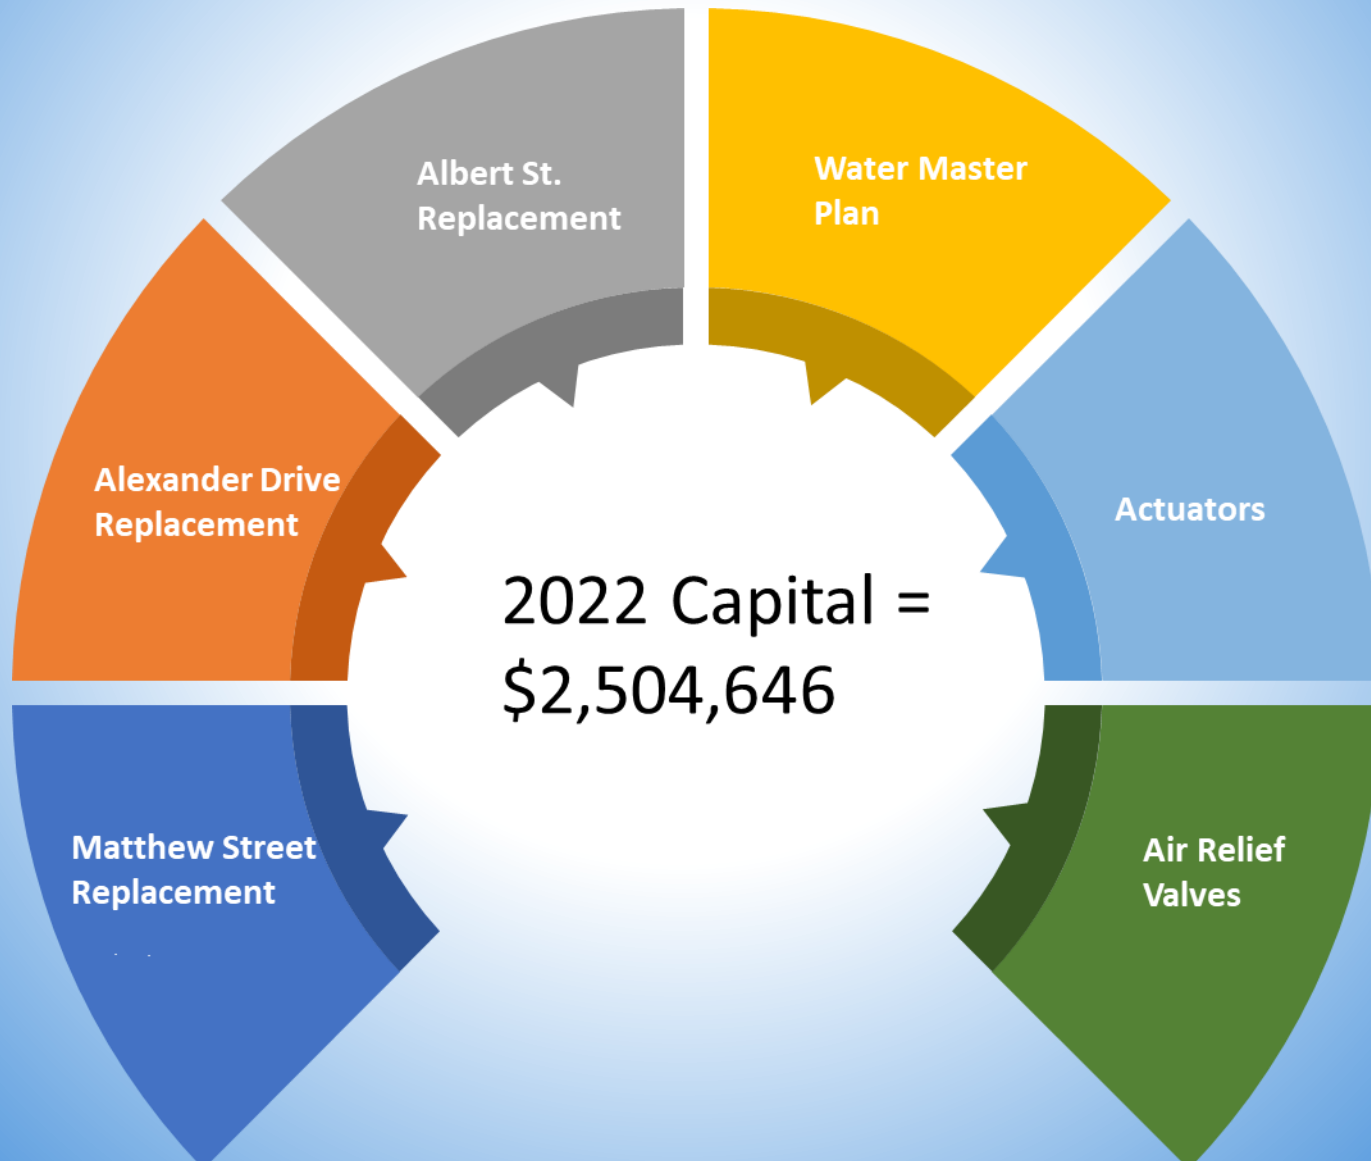 Albert St.
Replacement
Water Master
Plan
Alexander Drive
Replacement
Actuators
2022 Capital =
$2,504,646
Matthew Street
Replacement
Air Relief
Valves